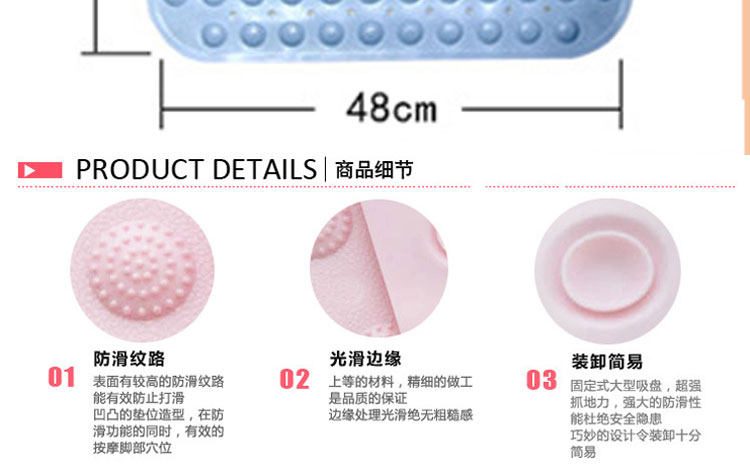 48cm
PRODUCT DETAILS | 商品细节
01 防滑纹路
表面有较高的防滑纹路
能有效防止打滑
凹凸的垫位造型，在防
滑功能的同时，有效的
按摩脚部穴位
02 光滑边缘
上等的材料，精细的做工
是品质的保证
边缘处理光滑绝无粗糙感
03 装卸简易
固定式大型吸盘，超强
抓地力，强大的防滑性
能杜绝安全隐患
巧妙的设计令装卸十分
简易